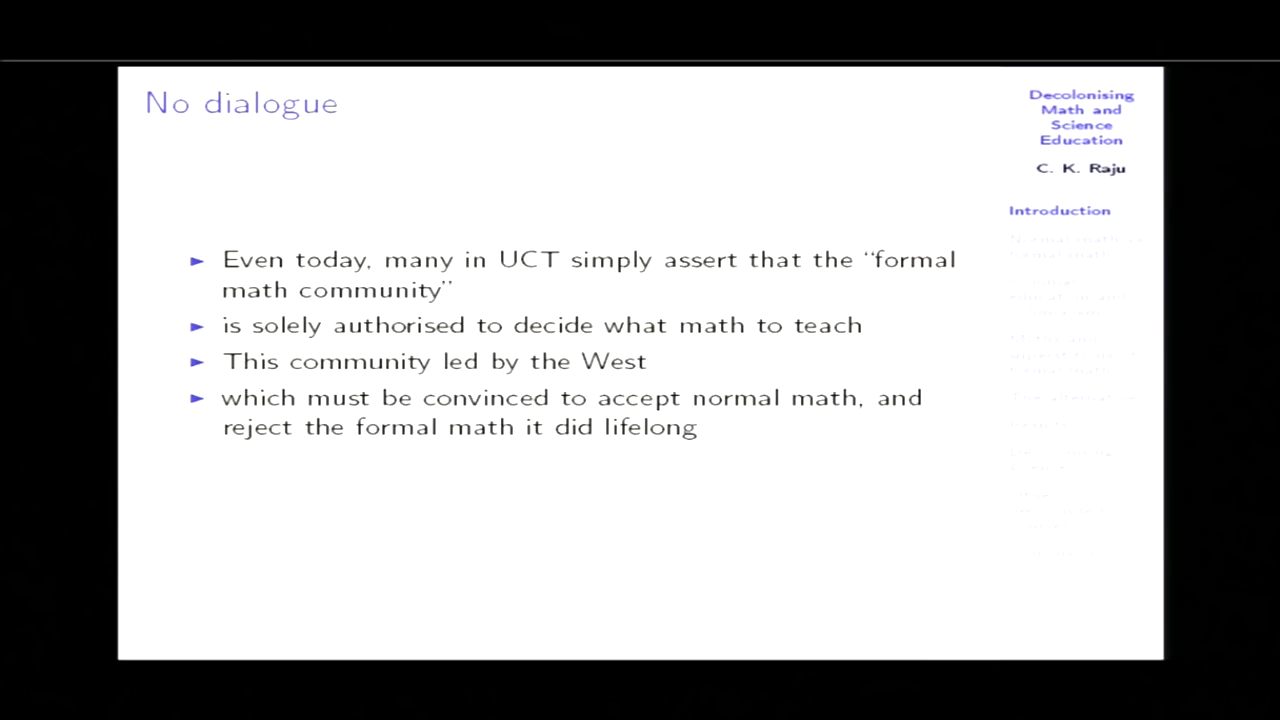 No dialogue
Decolonising
Math and
Science
Education
C. K. Raju
Introduction
► Even today, many in UCT simply assert that the “formal
math community”
► is solely authorised to decide what math to teach
► This community led by the West
► which must be convinced to accept normal math, and
reject the formal math it did lifelong